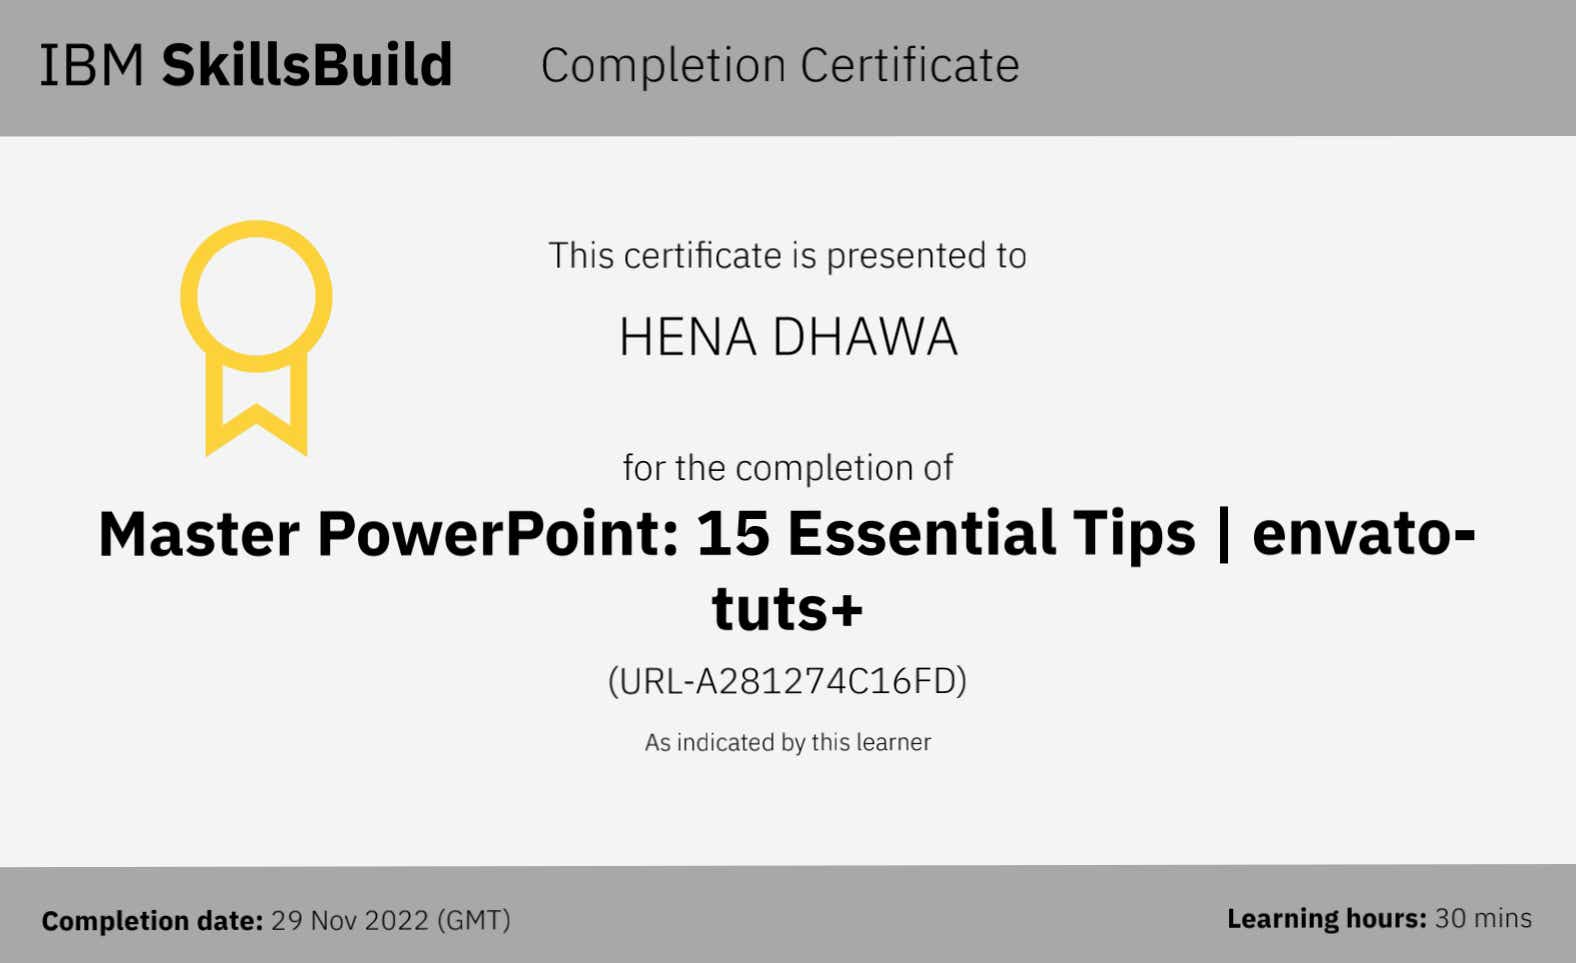 IBM SkillsBuild Completion Certificate
This certificate is presented to
HENA DHAWA
for the completion of
Master PowerPoint: 15 Essential Tips | envato-
tuts+
(URL-A281274C16FD)
As indicated by this learner
Completion date: 29 Nov 2022 (GMT) Learning hours: 30 mins